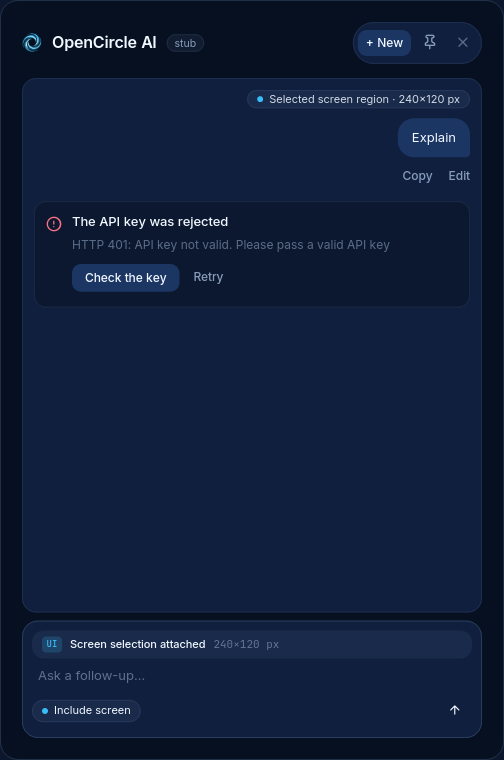 OpenCircle AI stub + New
Selected screen region · 240×120 px
Explain
Copy Edit
The API key was rejected
HTTP 401: API key not valid. Please pass a valid API key
Check the key Retry
UI Screen selection attached 240×120 px
Ask a follow-up...
Include screen